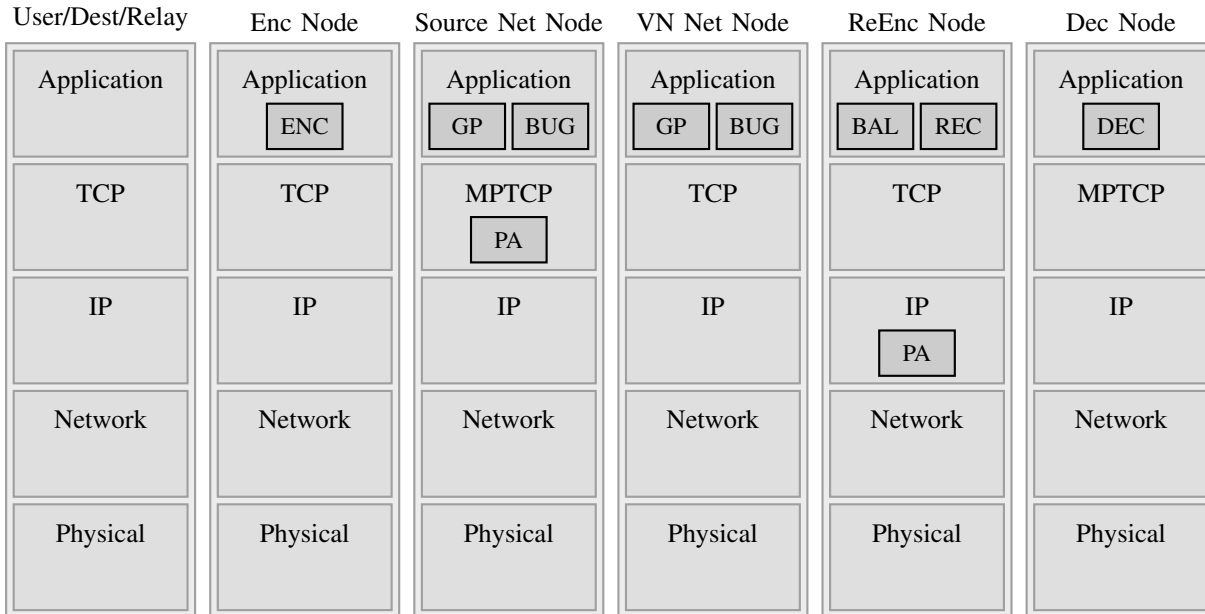 User/Dest/Relay Enc Node Source Net Node VN Net Node ReEnc Node Dec Node
Application Application Application Application Application Application
ENC GP BUG GP BUG BAL REC DEC
TCP TCP MPTCP TCP TCP MPTCP
PA
IP IP IP IP IP IP
PA
Network Network Network Network Network Network
Physical Physical Physical Physical Physical Physical